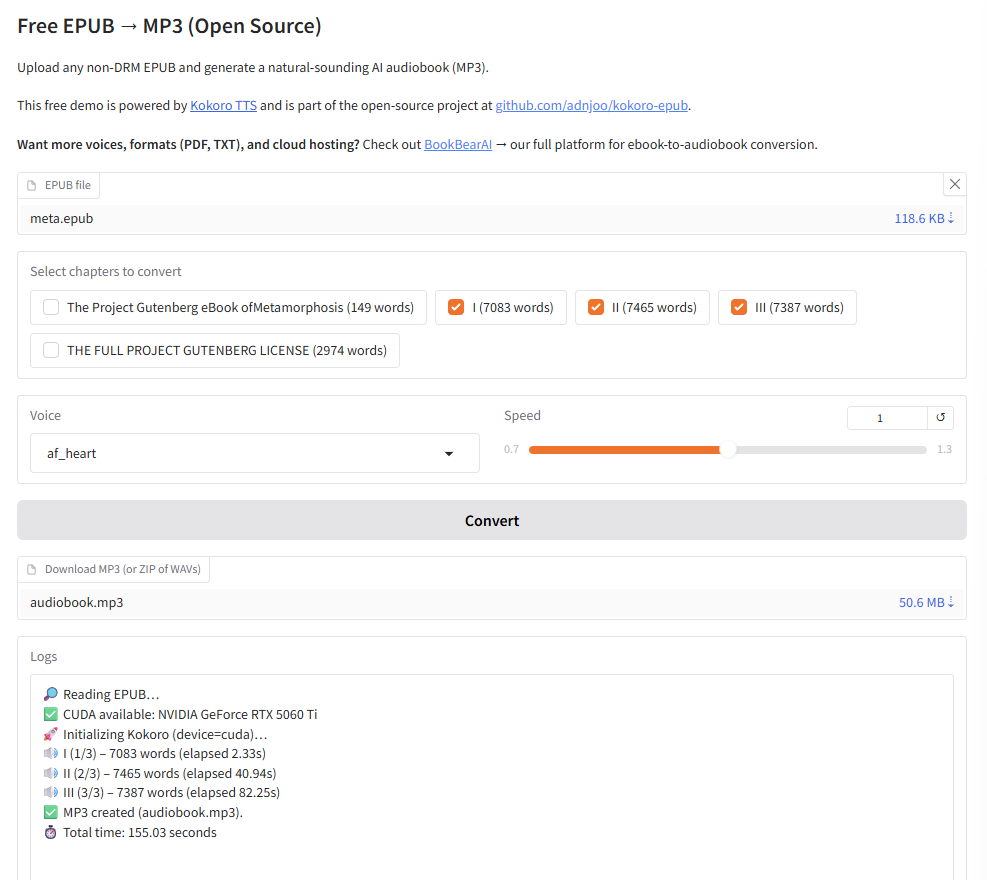 Free EPUB → MP3 (Open Source)
Upload any non-DRM EPUB and generate a natural-sounding AI audiobook (MP3).
This free demo is powered by Kokoro TTS and is part of the open-source project at github.com/adnjoo/kokoro-epub.
Want more voices, formats (PDF, TXT), and cloud hosting? Check out BookBearAI → our full platform for ebook-to-audiobook conversion.
EPUB file
meta.epub 118.6 KB ⇣
Select chapters to convert
The Project Gutenberg eBook ofMetamorphosis (149 words) I (7083 words) II (7465 words) III (7387 words)
THE FULL PROJECT GUTENBERG LICENSE (2974 words)
Voice Speed 1 ↺
af_heart 0.7 1.3
Convert
Download MP3 (or ZIP of WAVs)
audiobook.mp3 50.6 MB ⇣
Logs
🔎 Reading EPUB…
✅ CUDA available: NVIDIA GeForce RTX 5060 Ti
🚀 Initializing Kokoro (device=cuda)…
🔊 I (1/3) – 7083 words (elapsed 2.33s)
🔊 II (2/3) – 7465 words (elapsed 40.94s)
🔊 III (3/3) – 7387 words (elapsed 82.25s)
✅ MP3 created (audiobook.mp3).
⏱ Total time: 155.03 seconds